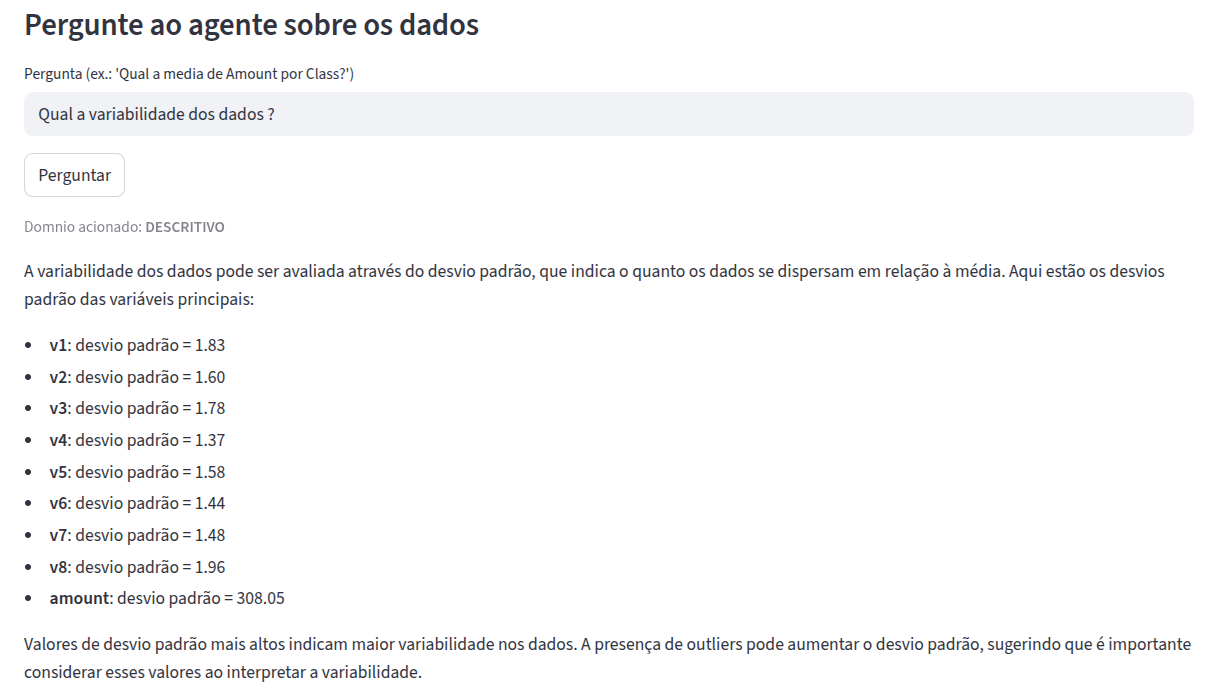 Pergunte ao agente sobre os dados
Pergunta (ex.: 'Qual a media de Amount por Class?')
Qual a variabilidade dos dados ?
Perguntar
Domnio acionado: DESCRITIVO
A variabilidade dos dados pode ser avaliada através do desvio padrão, que indica o quanto os dados se dispersam em relação à média. Aqui estão os desvios
padrão das variáveis principais:
• v1: desvio padrão = 1.83
• v2: desvio padrão = 1.60
• v3: desvio padrão = 1.78
• v4: desvio padrão = 1.37
• v5: desvio padrão = 1.58
• v6: desvio padrão = 1.44
• v7: desvio padrão = 1.48
• v8: desvio padrão = 1.96
• amount: desvio padrão = 308.05
Valores de desvio padrão mais altos indicam maior variabilidade nos dados. A presença de outliers pode aumentar o desvio padrão, sugerindo que é importante
considerar esses valores ao interpretar a variabilidade.